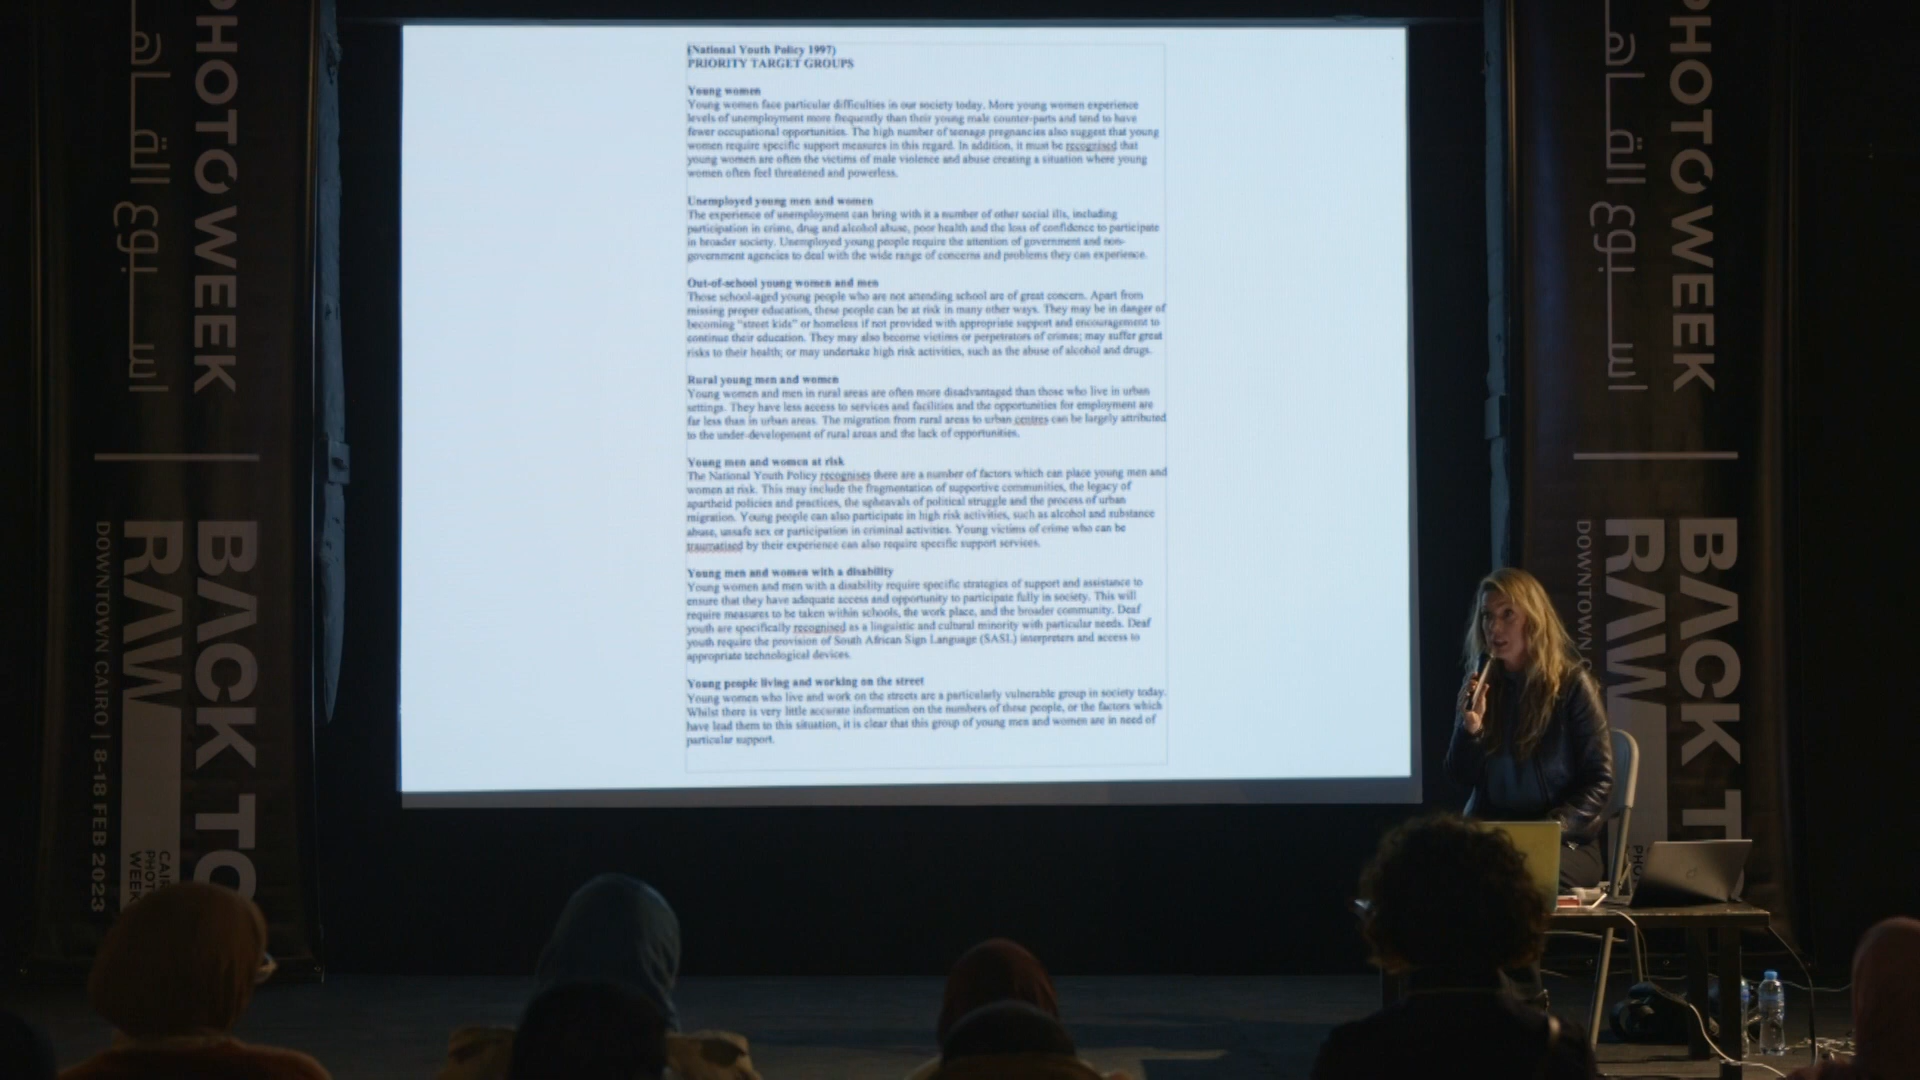 (National Youth Policy 1997)
PRIORITY TARGET GROUPS
Young women
Young women face particular difficulties in our society today. More young women experience
levels of unemployment more frequently than their young male counter-parts and tend to have
fewer occupational opportunities. The high number of teenage pregnancies also suggest that young
women require specific support measures in this regard. In addition, it must be recognised that
young women are often the victims of male violence and abuse creating a situation where young
women often feel threatened and powerless.
Unemployed young men and women
The experience of unemployment can bring with it a number of other social ills, including
participation in crime, drug and alcohol abuse, poor health and the loss of confidence to participate
in broader society. Unemployed young people require the attention of government and non-
government agencies to deal with the wide range of concerns and problems they can experience.
Out-of-school young women and men
Those school-aged young people who are not attending school are of great concern. Apart from
missing proper education, these people can be at risk in many other ways. They may be in danger of
becoming "street kids" or homeless if not provided with appropriate support and encouragement to
continue their education. They may also become victims or perpetrators of crimes; may suffer great
risks to their health; or may undertake high risk activities, such as the abuse of alcohol and drugs.
Rural young men and women
Young women and men in rural areas are often more disadvantaged than those who live in urban
settings. They have less access to services and facilities and the opportunities for employment are
far less than in urban areas. The migration from rural areas to urban centres can be largely attributed
to the under-development of rural areas and the lack of opportunities.
Young men and women at risk
The National Youth Policy recognises there are a number of factors which can place young men and
women at risk. This may include the fragmentation of supportive communities, the legacy of
apartheid policies and practices, the upheavals of political struggle and the process of urban
migration. Young people can also participate in high risk activities, such as alcohol and substance
abuse, unsafe sex or participation in criminal activities. Young victims of crime who can be
traumatised by their experience can also require specific support services.
Young men and women with a disability
Young women and men with a disability require specific strategies of support and assistance to
ensure that they have adequate access and opportunity to participate fully in society. This will
require measures to be taken within schools, the work place, and the broader community. Deaf
youth are specifically recognised as a linguistic and cultural minority with particular needs. Deaf
youth require the provision of South African Sign Language (SASL) interpreters and access to
appropriate technological devices.
Young people living and working on the street
Young women who live and work on the streets are a particularly vulnerable group in society today.
Whilst there is very little accurate information on the numbers of these people, or the factors which
have lead them to this situation, it is clear that this group of young men and women are in need of
particular support.
PHOTO WEEK
BACK TO
RAW
DOWNTOWN CAIRO | 8-18 FEB 2023
PHOTO WEEK
BACK T
RAW
DOWNTOWN